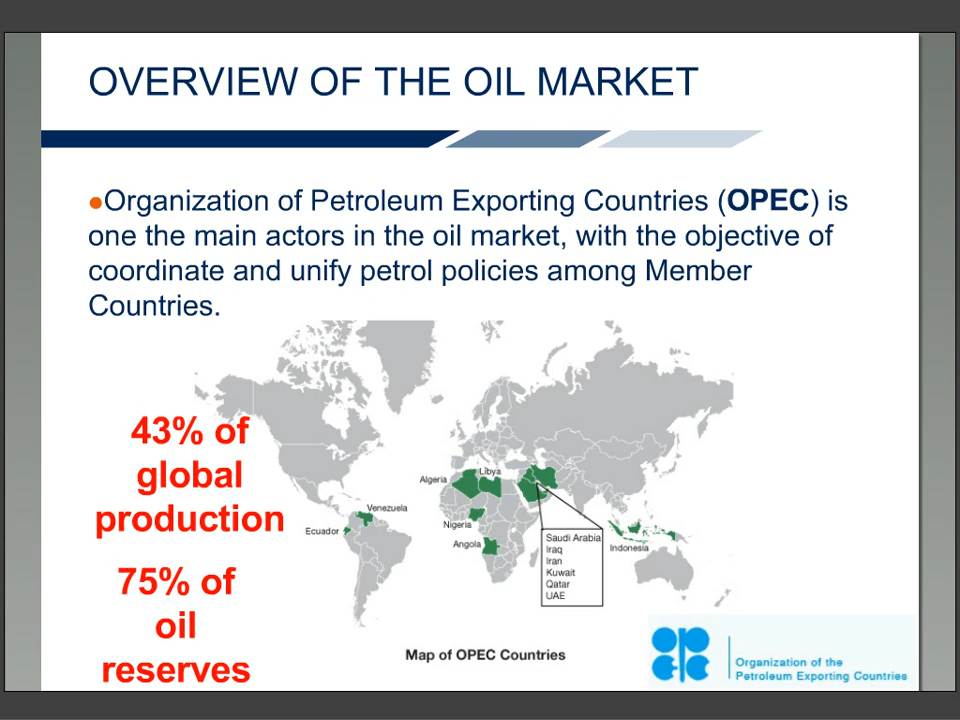 OVERVIEW OF THE OIL MARKET
●Organization of Petroleum Exporting Countries (OPEC) is
one the main actors in the oil market, with the objective of
coordinate and unify petrol policies among Member
Countries.
43% of
global
production
75% of
oil
reserves
Algeria
Libya
Venezuela
Ecuador
Nigeria
Angola
Saudi Arabia
Iraq
Iran
Kuwait
Qatar
UAE
Indonesia
Map of OPEC Countries
Organization of the
Petroleum Exporting Countries